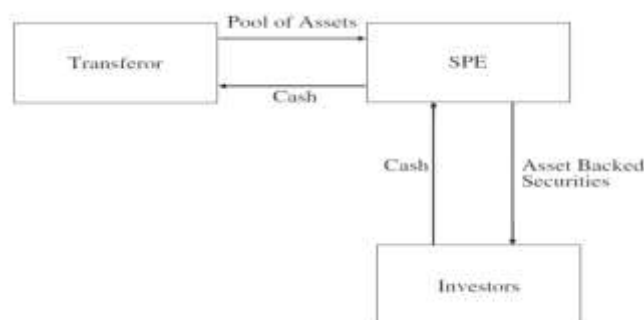 Pool of Assets
Transferor
SPE
Cash
Cash
Asset Backed
Securities
Investors